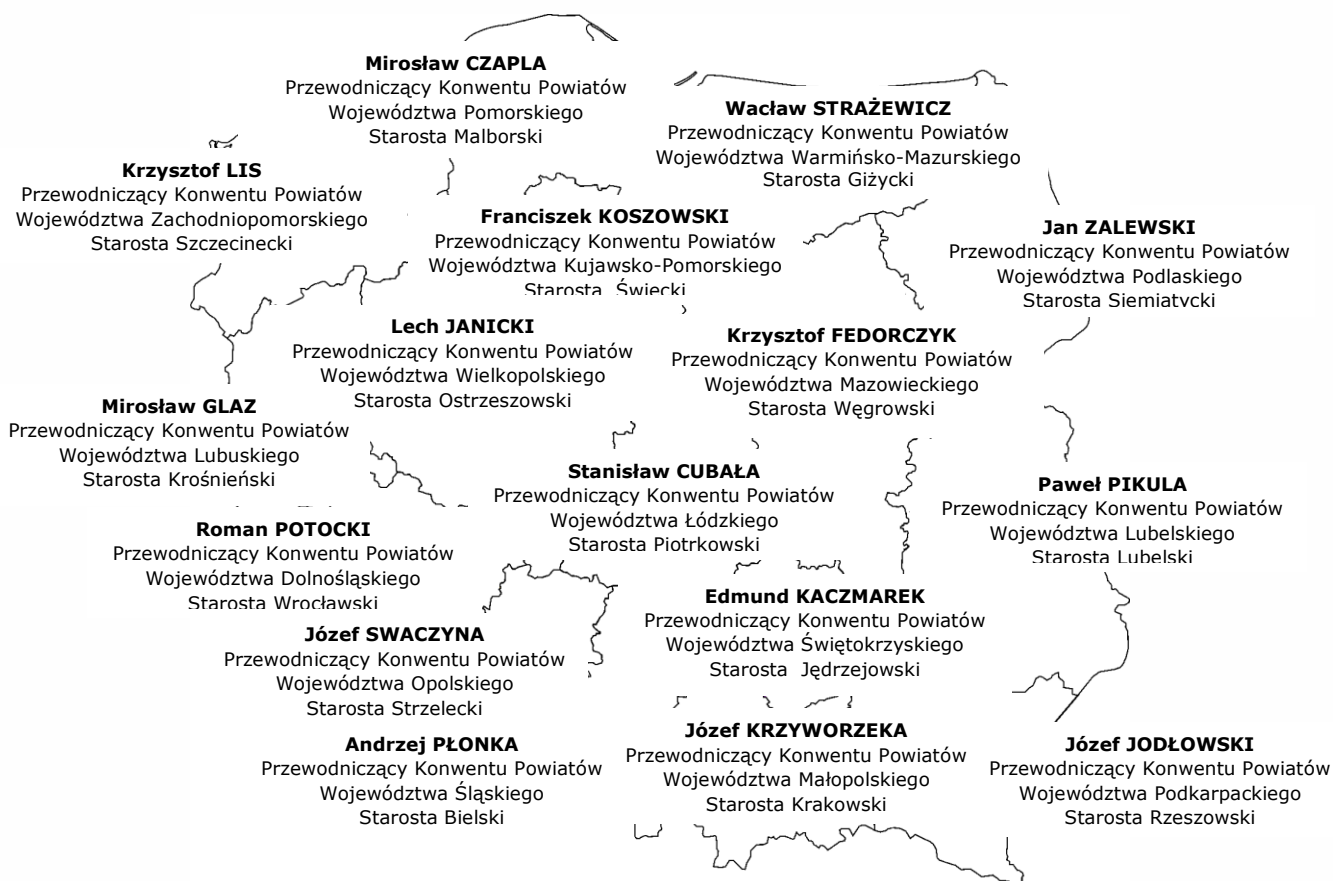 Mirosław CZAPLA
Przewodniczący Konwentu Powiatów
Województwa Pomorskiego
Starosta Malborski
Wacław STRAŻEWICZ
Przewodniczący Konwentu Powiatów
Województwa Warmińsko-Mazurskiego
Starosta Giżycki
Krzysztof LIS
Przewodniczący Konwentu Powiatów
Województwa Zachodniopomorskiego
Starosta Szczecinecki
Franciszek KOSZOWSKI
Przewodniczący Konwentu Powiatów
Województwa Kujawsko-Pomorskiego
Starosta Świecki
Jan ZALEWSKI
Przewodniczący Konwentu Powiatów
Województwa Podlaskiego
Starosta Siemiatycki
Lech JANICKI
Przewodniczący Konwentu Powiatów
Województwa Wielkopolskiego
Starosta Ostrzeszowski
Krzysztof FEDORCZYK
Przewodniczący Konwentu Powiatów
Województwa Mazowieckiego
Starosta Węgrowski
Mirosław GLAZ
Przewodniczący Konwentu Powiatów
Województwa Lubuskiego
Starosta Krośnieński
Stanisław CUBAŁA
Przewodniczący Konwentu Powiatów
Województwa Łódzkiego
Starosta Piotrkowski
Paweł PIKULA
Przewodniczący Konwentu Powiatów
Województwa Lubelskiego
Starosta Lubelski
Roman POTOCKI
Przewodniczący Konwentu Powiatów
Województwa Dolnośląskiego
Starosta Wrocławski
Edmund KACZMAREK
Przewodniczący Konwentu Powiatów
Województwa Świętokrzyskiego
Starosta Jędrzejowski
Józef SWACZYNA
Przewodniczący Konwentu Powiatów
Województwa Opolskiego
Starosta Strzelecki
Andrzej PŁONKA
Przewodniczący Konwentu Powiatów
Województwa Śląskiego
Starosta Bielski
Józef KRZYWORZEKA
Przewodniczący Konwentu Powiatów
Województwa Małopolskiego
Starosta Krakowski
Józef JODŁOWSKI
Przewodniczący Konwentu Powiatów
Województwa Podkarpackiego
Starosta Rzeszowski